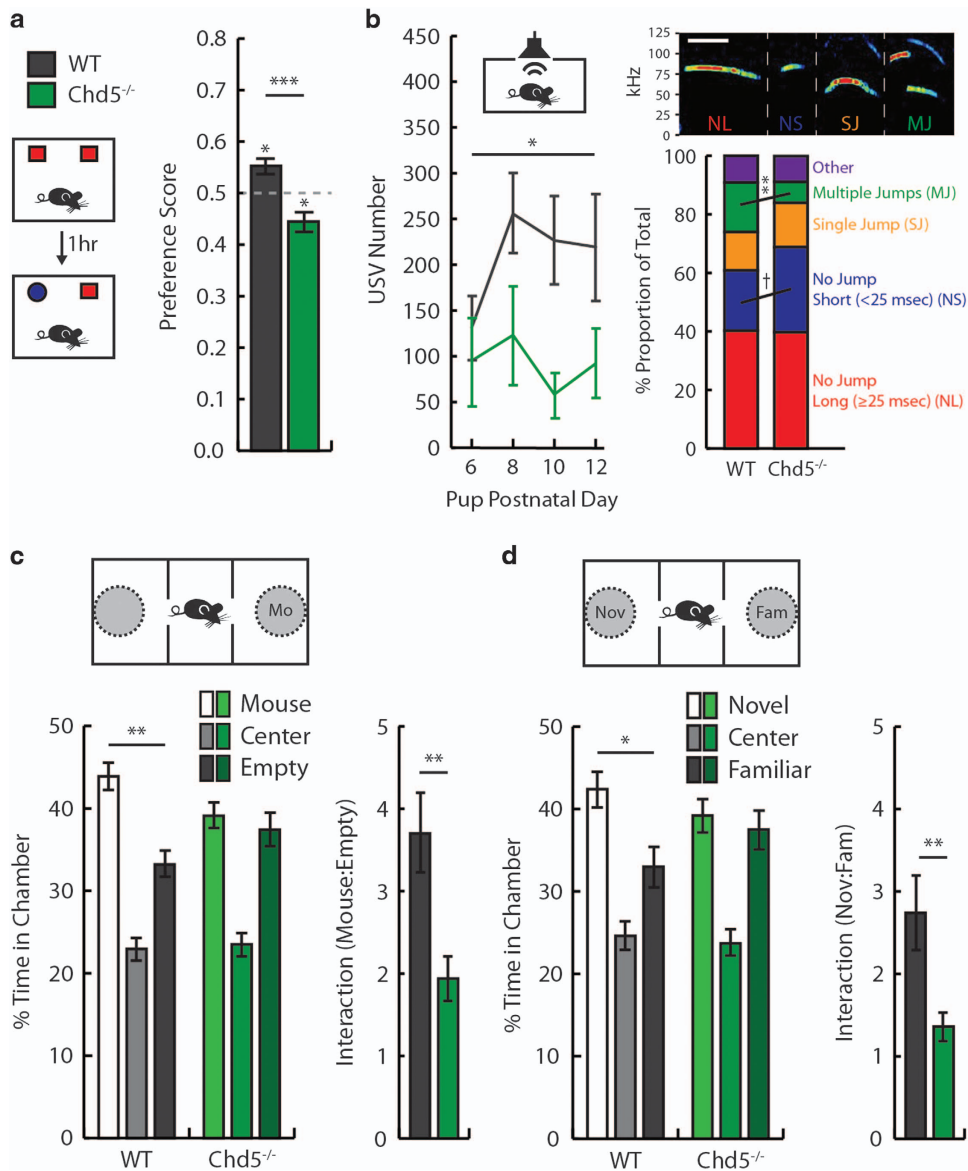 a
WT
Chd5-/-
1hr
Preference Score
0.8
0.7
0.6
0.5
0.4
0.3
0.2
0.1
0.0
***
*
*
b
USV Number
450
400
350
300
250
200
150
100
50
0
*
6 8 10 12
Pup Postnatal Day
kHz
125
100
75
50
25
0
NL NS SJ MJ
% Proportion of Total
100
80
60
40
20
0
**
†
Other
Multiple Jumps (MJ)
Single Jump (SJ)
No Jump
Short (<25 msec) (NS)
No Jump
Long (≥25 msec) (NL)
WT Chd5-/-
c
Mo
Mouse
Center
Empty
% Time in Chamber
50
40
30
20
10
0
**
WT Chd5-/-
Interaction (Mouse:Empty)
5
4
3
2
1
0
**
d
Nov Fam
Novel
Center
Familiar
% Time in Chamber
50
40
30
20
10
0
*
WT Chd5-/-
Interaction (Nov:Fam)
5
4
3
2
1
0
**